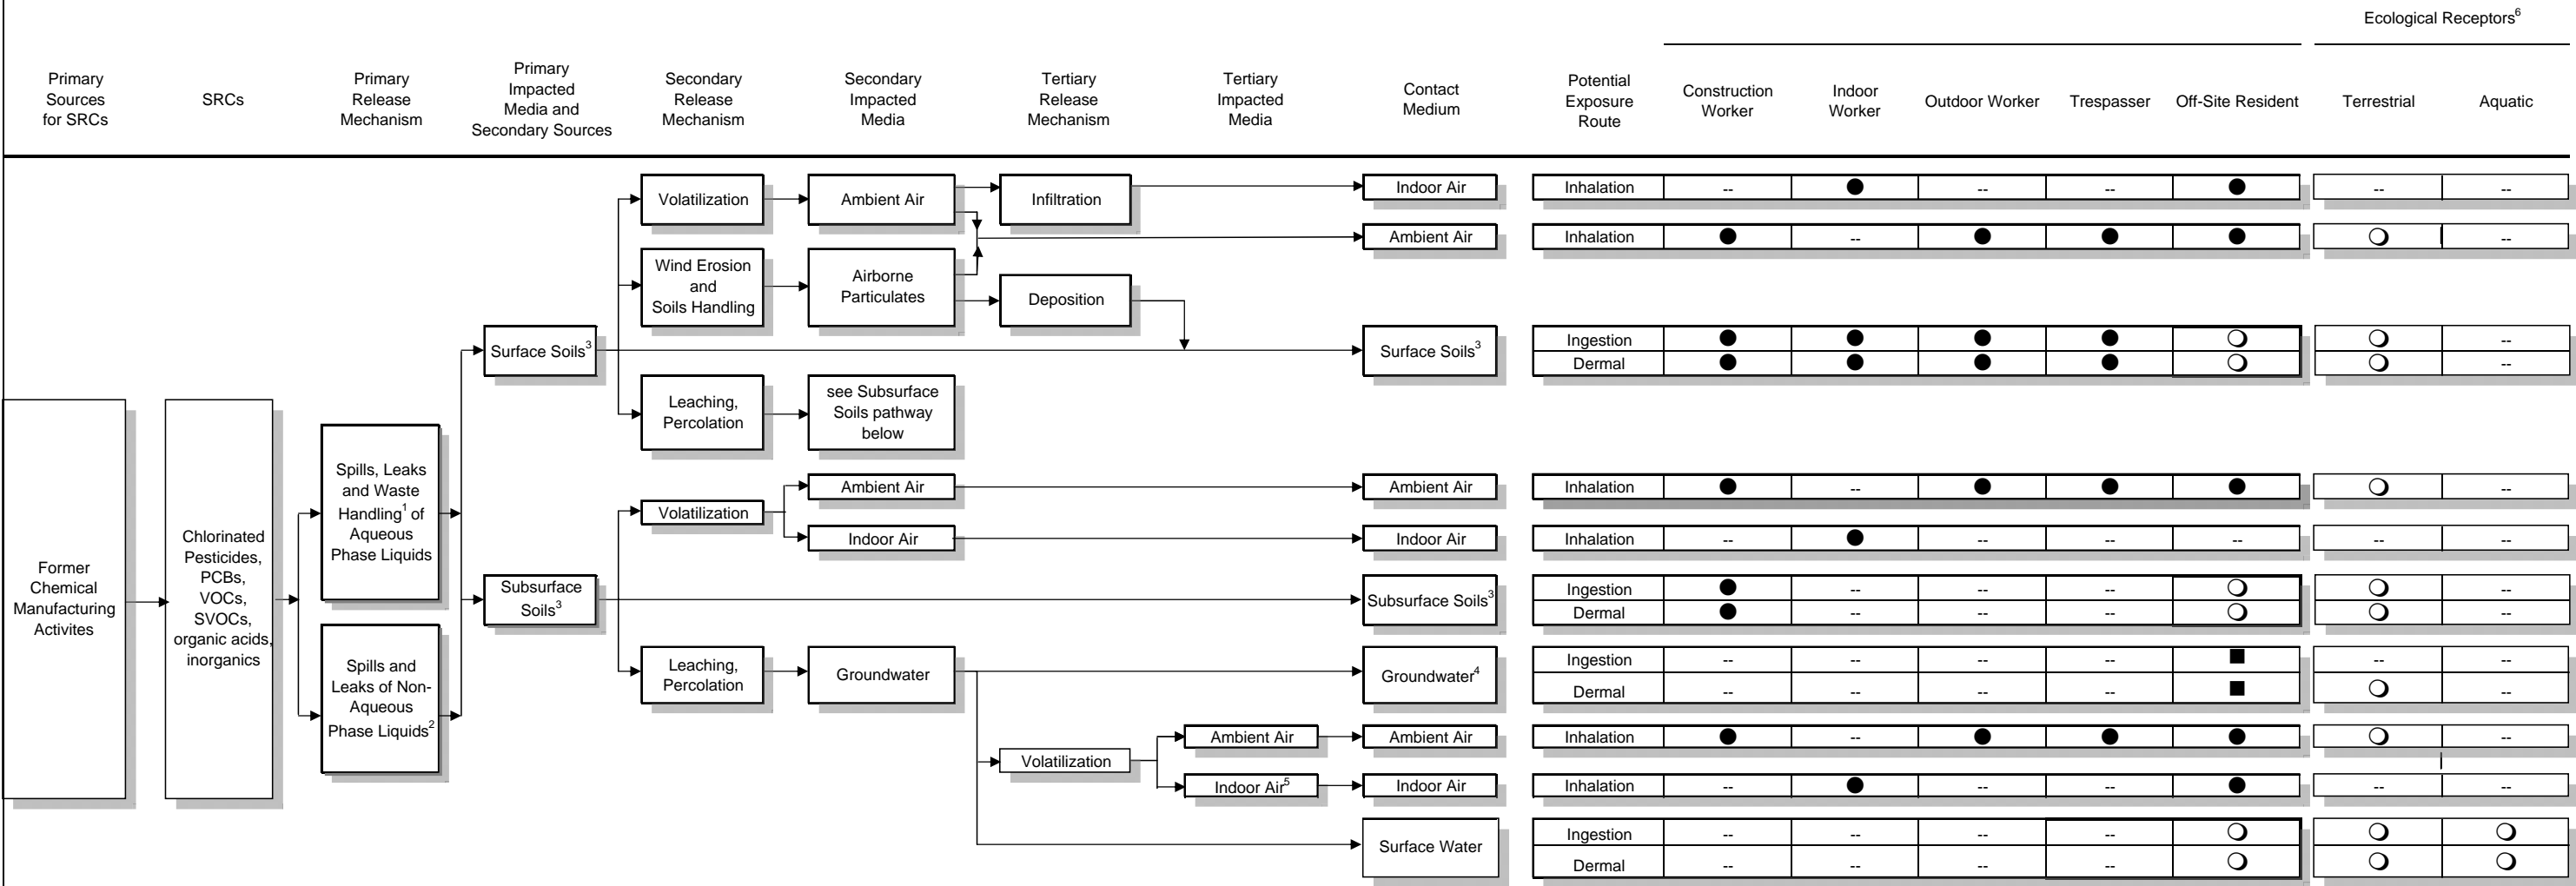 Ecological Receptors6
Primary
Sources
for SRCs
SRCs
Primary
Release
Mechanism
Primary
Impacted
Media and
Secondary Sources
Secondary
Release
Mechanism
Secondary
Impacted
Media
Tertiary
Release
Mechanism
Tertiary
Impacted
Media
Contact
Medium
Potential
Exposure
Route
Construction
Worker
Indoor
Worker
Outdoor Worker
Trespasser
Off-Site Resident
Terrestrial
Aquatic
Volatilization
Ambient Air
Infiltration
Indoor Air
Inhalation -- ● -- -- ● -- --
Ambient Air
Inhalation ● -- ● ● ● ❍ --
Wind Erosion
and
Soils Handling
Airborne
Particulates
Deposition
Surface Soils3
Surface Soils3
Ingestion ● ● ● ● ❍ ❍ --
Dermal ● ● ● ● ❍ ❍ --
Leaching,
Percolation
see Subsurface
Soils pathway
below
Former
Chemical
Manufacturing
Activites
Chlorinated
Pesticides,
PCBs,
VOCs,
SVOCs,
organic acids,
inorganics
Spills, Leaks
and Waste
Handling1 of
Aqueous
Phase Liquids
Spills and
Leaks of Non-
Aqueous
Phase Liquids2
Volatilization
Ambient Air
Ambient Air
Inhalation ● -- ● ● ● ❍ --
Indoor Air
Indoor Air
Inhalation -- ● -- -- -- -- --
Subsurface
Soils3
Subsurface Soils3
Ingestion ● -- -- -- ❍ ❍ --
Dermal ● -- -- -- ❍ ❍ --
Leaching,
Percolation
Groundwater
Groundwater4
Ingestion -- -- -- -- ■ -- --
Dermal -- -- -- -- ■ ❍ --
Volatilization
Ambient Air
Ambient Air
Inhalation ● -- ● ● ● ❍ --
Indoor Air5
Indoor Air
Inhalation -- ● -- -- ● -- --
Surface Water
Ingestion -- -- -- -- ❍ ❍ ❍
Dermal -- -- -- -- ❍ ❍ ❍